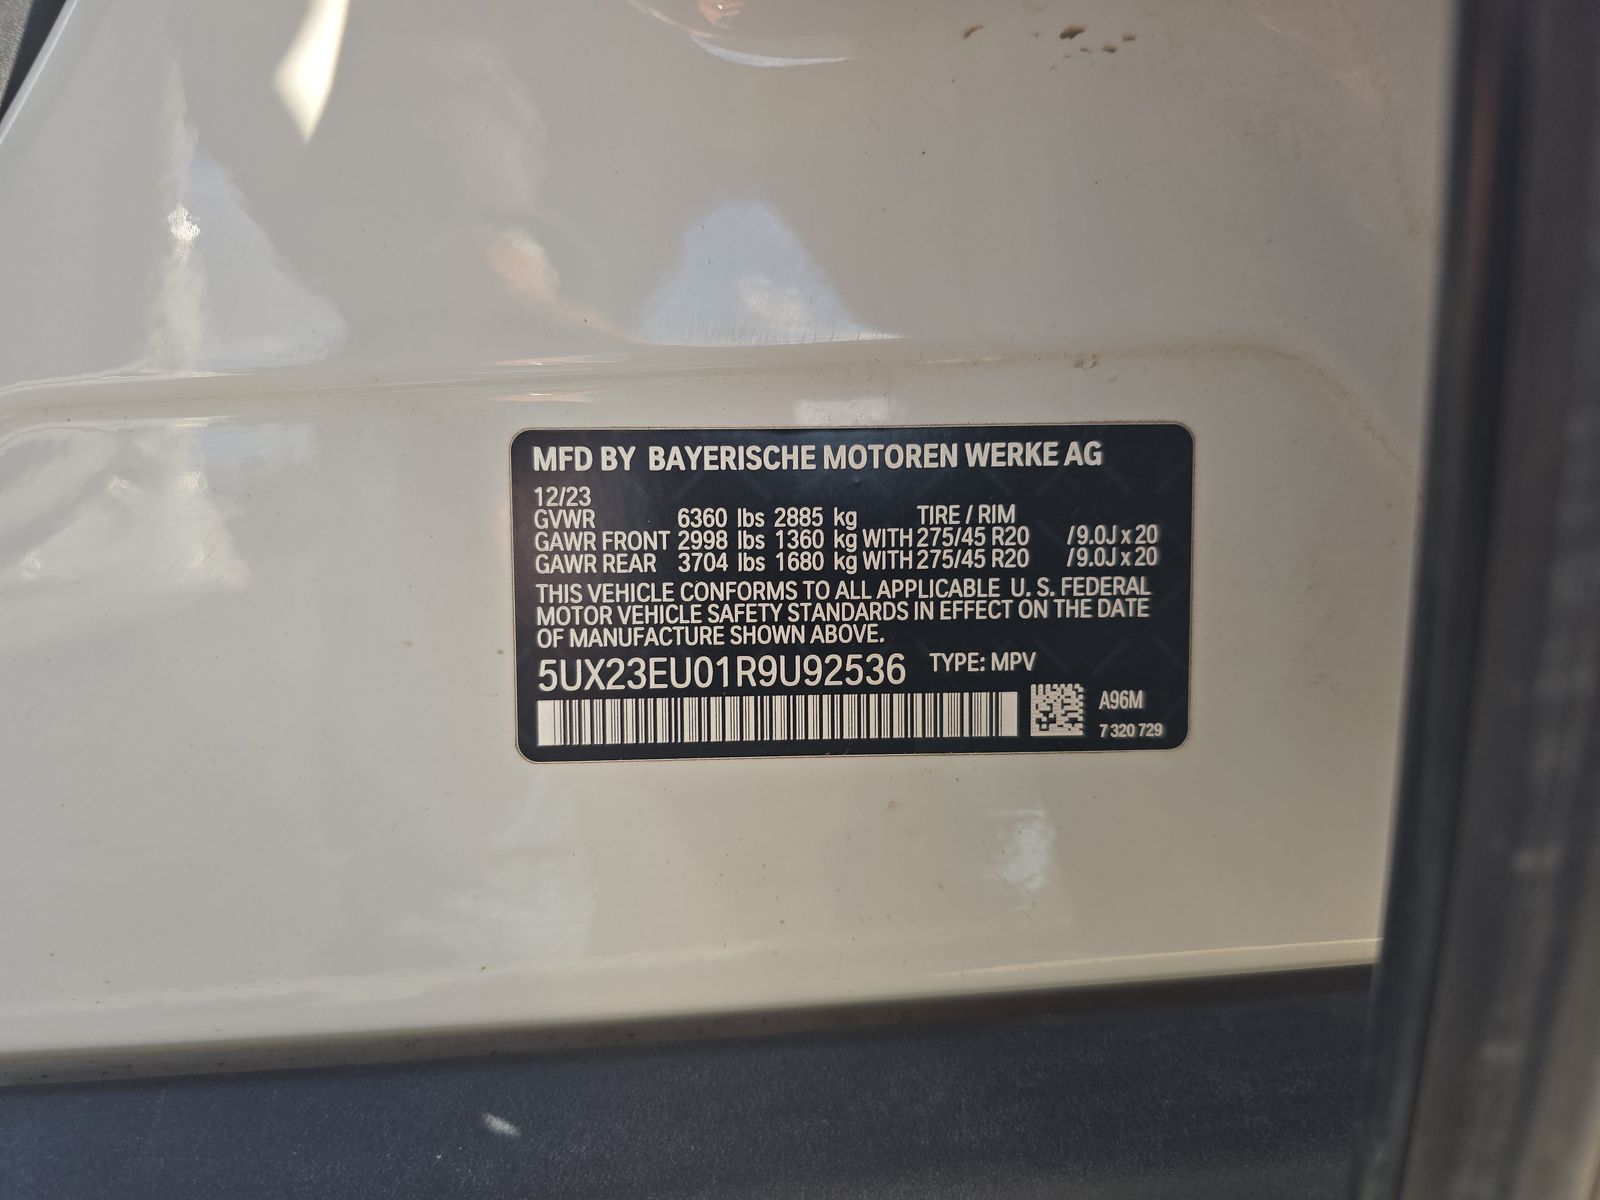 MFD BY BAYERISCHE MOTOREN WERKE AG
12/23
GVWR 6360 lbs 2885 kg TIRE / RIM
GAWR FRONT 2998 lbs 1360 kg WITH 275/45 R20 / 9.0J x 20
GAWR REAR 3704 lbs 1680 kg WITH 275/45 R20 / 9.0J x 20
THIS VEHICLE CONFORMS TO ALL APPLICABLE U. S. FEDERAL
MOTOR VEHICLE SAFETY STANDARDS IN EFFECT ON THE DATE
OF MANUFACTURE SHOWN ABOVE.
5UX23EU01R9U92536 TYPE: MPV
A96M
7 320 729